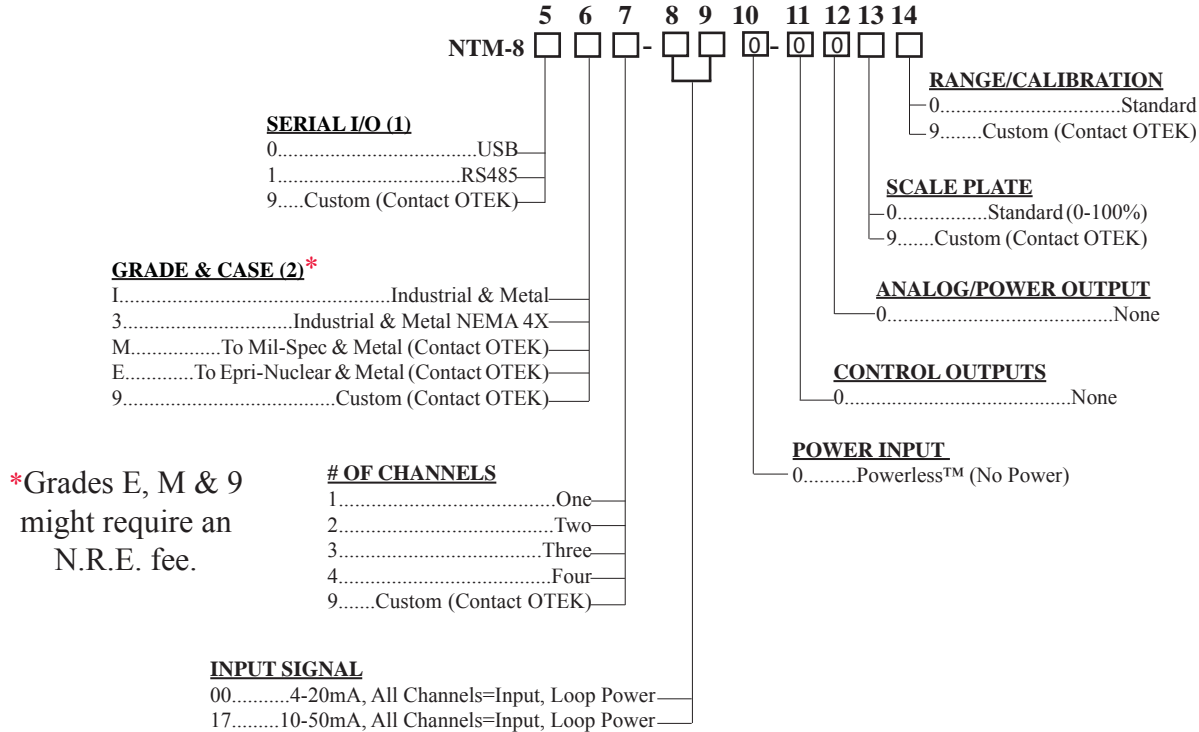 5 6 7 8 9 10 11 12 13 14
NTM-8 - 0 - 0 0
RANGE/CALIBRATION
0..............................Standard
9........Custom (Contact OTEK)
SERIAL I/O (1)
0..................................USB
1...............................RS485
9.....Custom (Contact OTEK)
SCALE PLATE
0................Standard (0-100%)
9.......Custom (Contact OTEK)
GRADE & CASE (2)*
I..............................................Industrial & Metal
3............................Industrial & Metal NEMA 4X
M................To Mil-Spec & Metal (Contact OTEK)
E............To Epri-Nuclear & Metal (Contact OTEK)
9....................................Custom (Contact OTEK)
ANALOG/POWER OUTPUT
0......................................None
CONTROL OUTPUTS
0......................................None
POWER INPUT
0..........Powerless™ (No Power)
*Grades E, M & 9
might require an
N.R.E. fee.
# OF CHANNELS
1.....................................One
2.....................................Two
3..................................Three
4....................................Four
9.......Custom (Contact OTEK)
INPUT SIGNAL
00..........4-20mA, All Channels=Input, Loop Power
17.........10-50mA, All Channels=Input, Loop Power